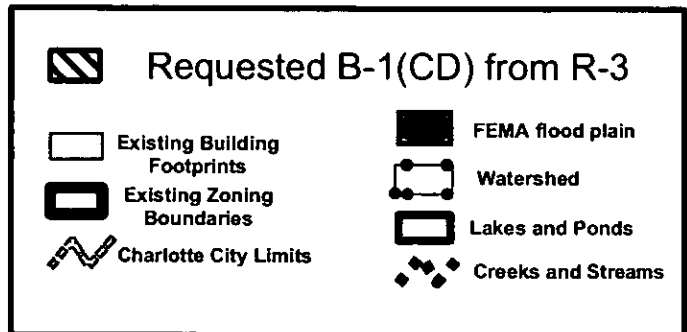 Requested B-1(CD) from R-3
Existing Building
Footprints
Existing Zoning
Boundaries
Charlotte City Limits
FEMA flood plain
Watershed
Lakes and Ponds
Creeks and Streams